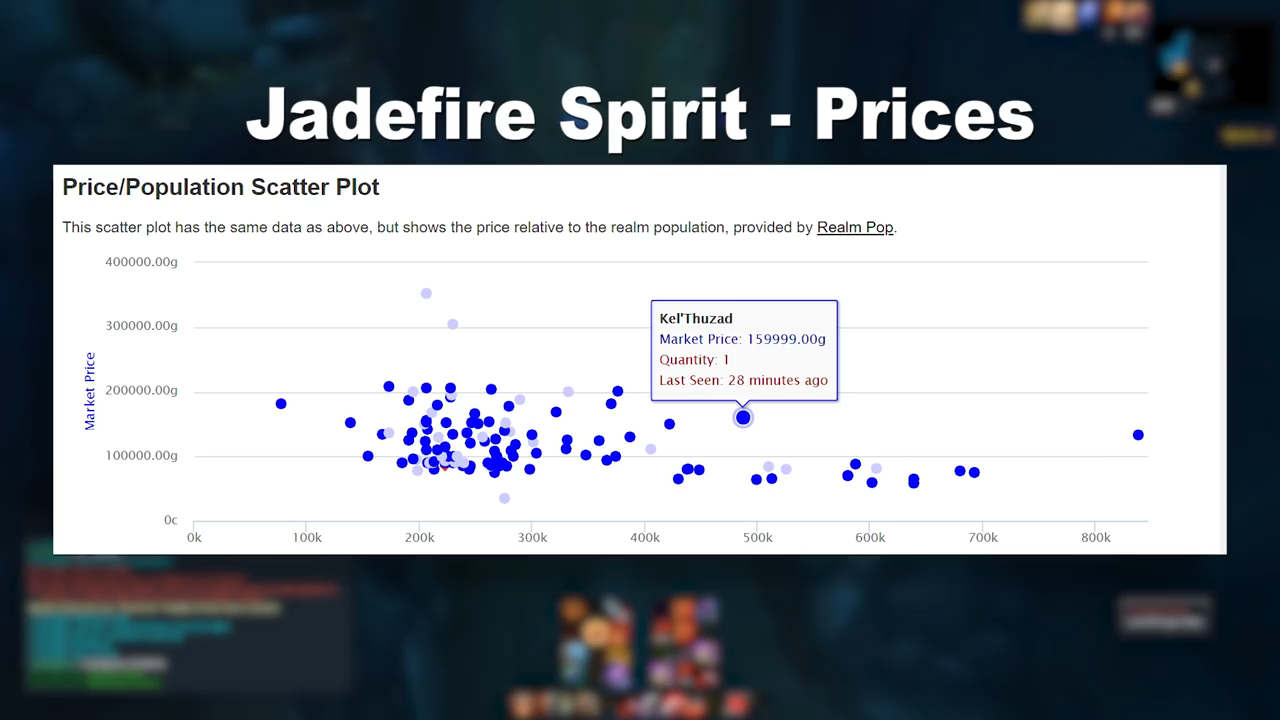 Jadefire Spirit - Prices
Price/Population Scatter Plot
This scatter plot has the same data as above, but shows the price relative to the realm population, provided by Realm Pop.
400000.00g
300000.00g
200000.00g
100000.00g
0c
Market Price
Kel'Thuzad
Market Price: 159999.00g
Quantity: 1
Last Seen: 28 minutes ago
0k 100k 200k 300k 400k 500k 600k 700k 800k